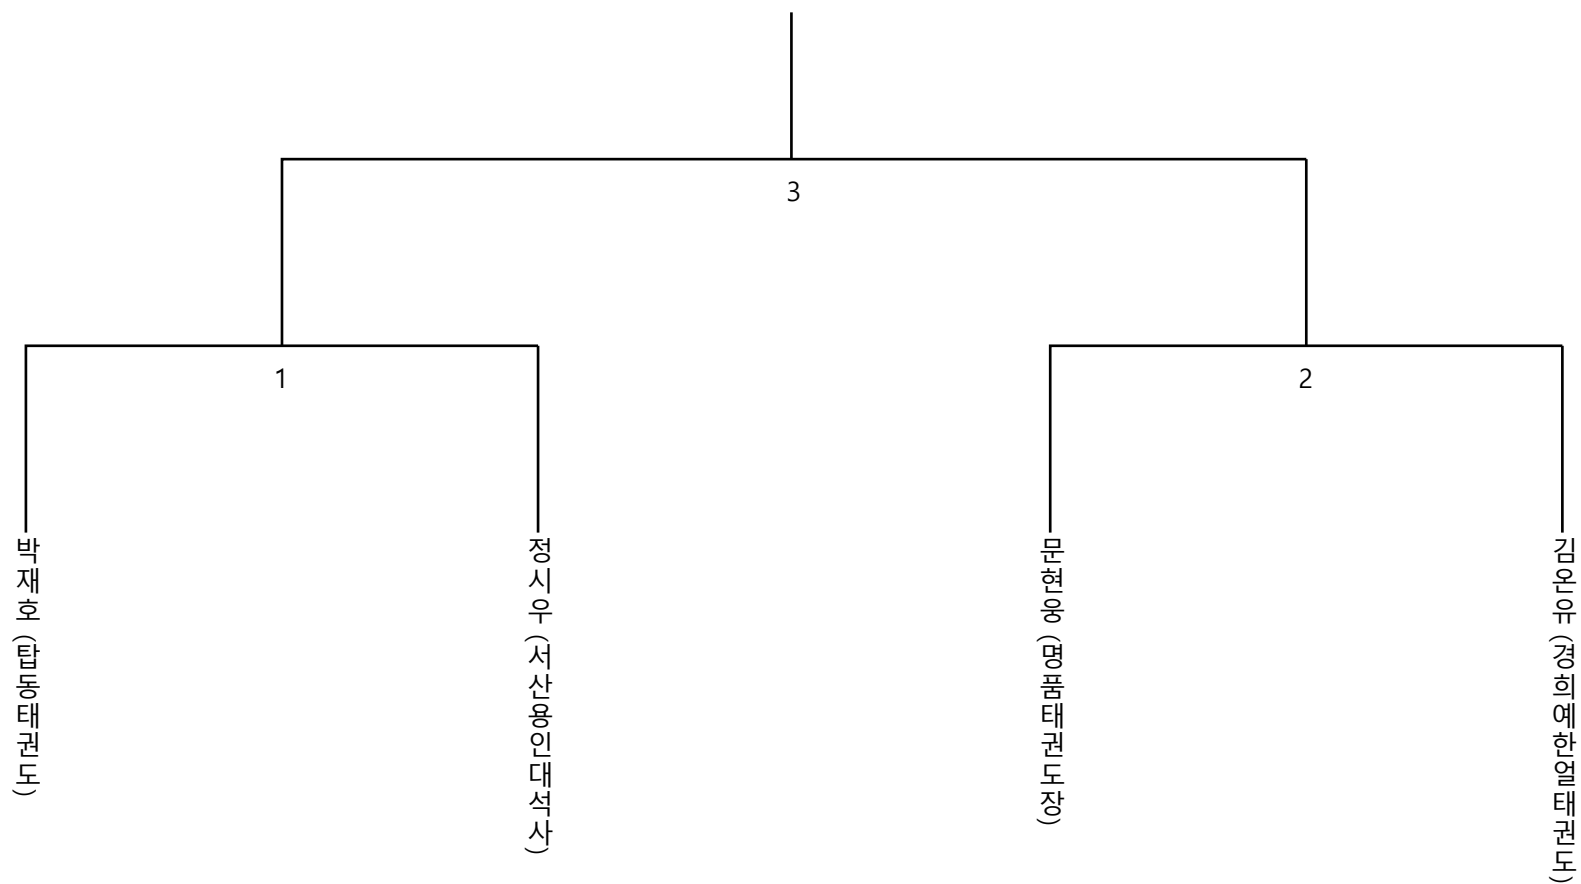 3
1
2
박재호 (탑동태권도)
정시우 (서산용인대석사)
문현웅 (명품태권도장)
김온유 (경희예한얼태권도)